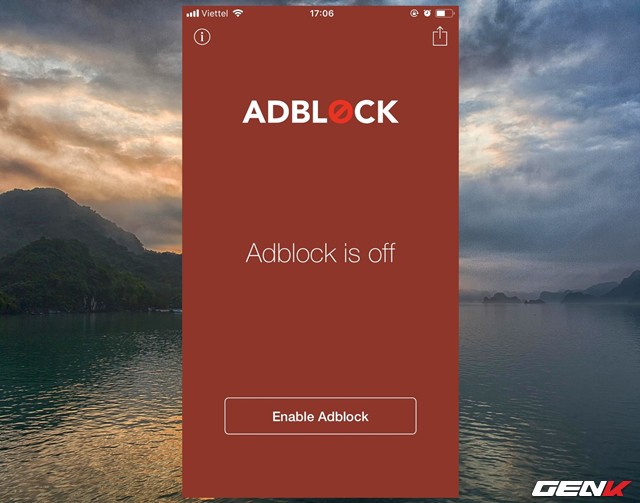 Viettel 17:06
ADBLOCK
Adblock is off
Enable Adblock
GENK